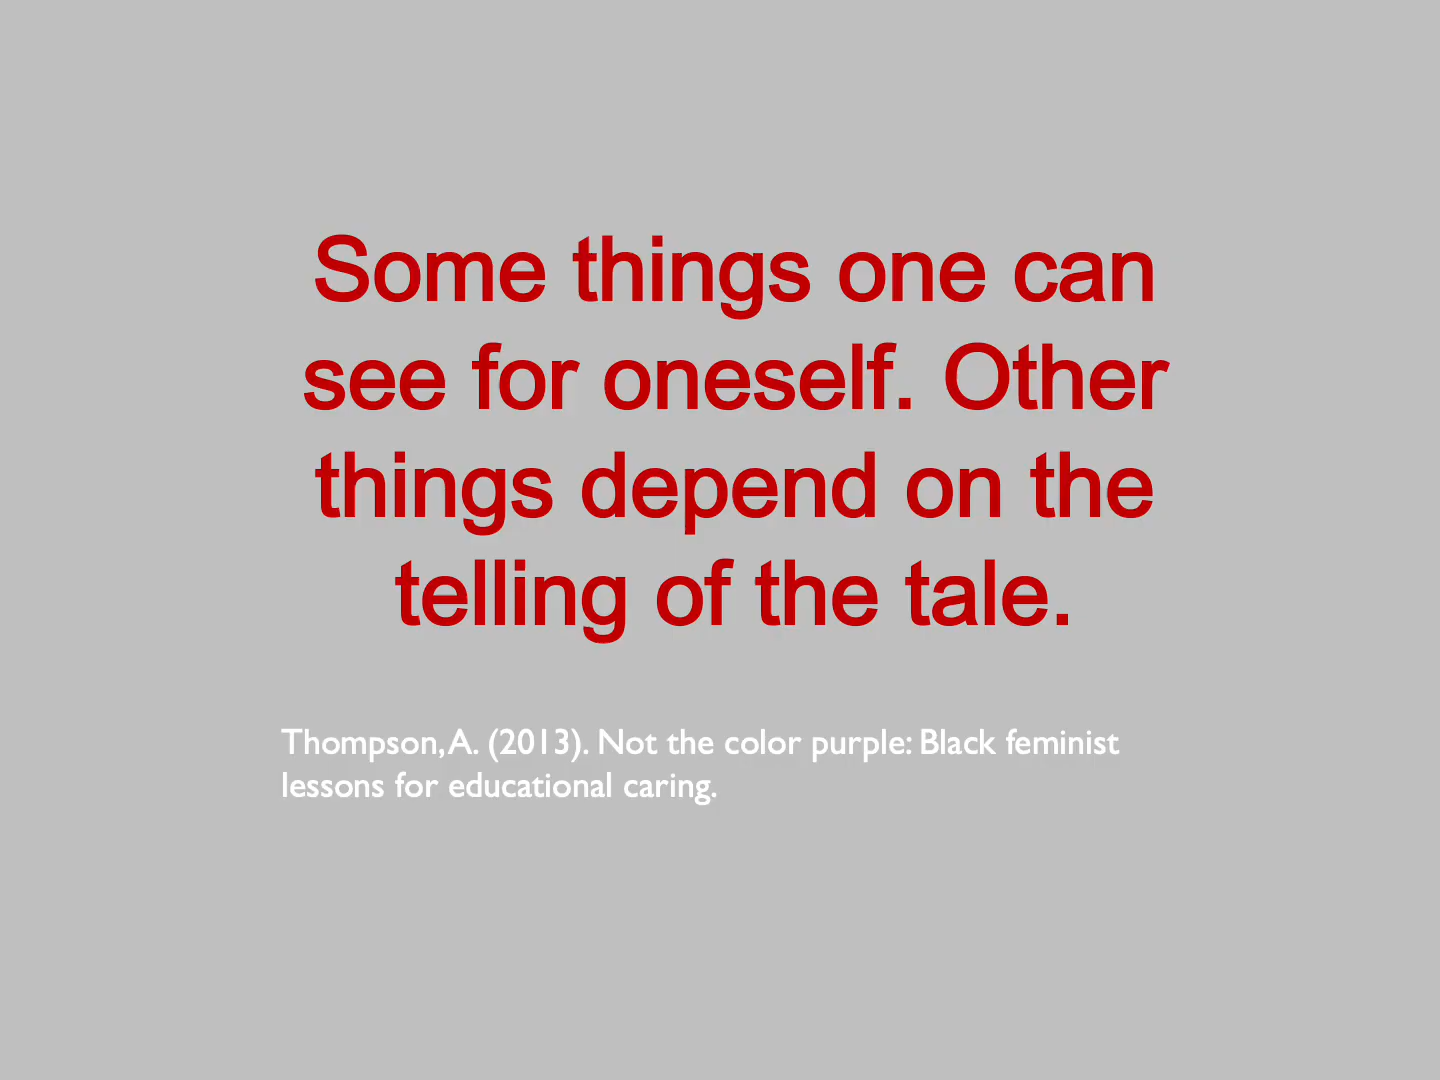 Some things one can
see for oneself. Other
things depend on the
telling of the tale.
Thompson, A. (2013). Not the color purple: Black feminist
lessons for educational caring.